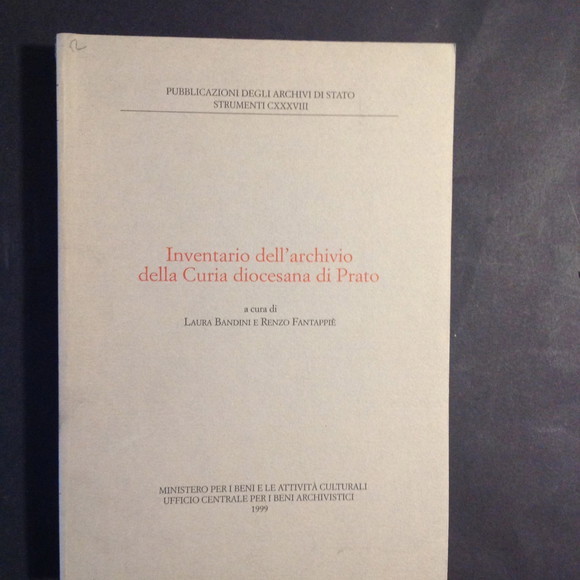 PUBBLICAZIONI DEGLI ARCHIVI DI STATO
STRUMENTI CXXXVIII
Inventario dell'archivio
della Curia diocesana di Prato
a cura di
LAURA BANDINI E RENZO FANTAPPIÈ
MINISTERO PER I BENI E LE ATTIVITÀ CULTURALI
UFFICIO CENTRALE PER I BENI ARCHIVISTICI
1999